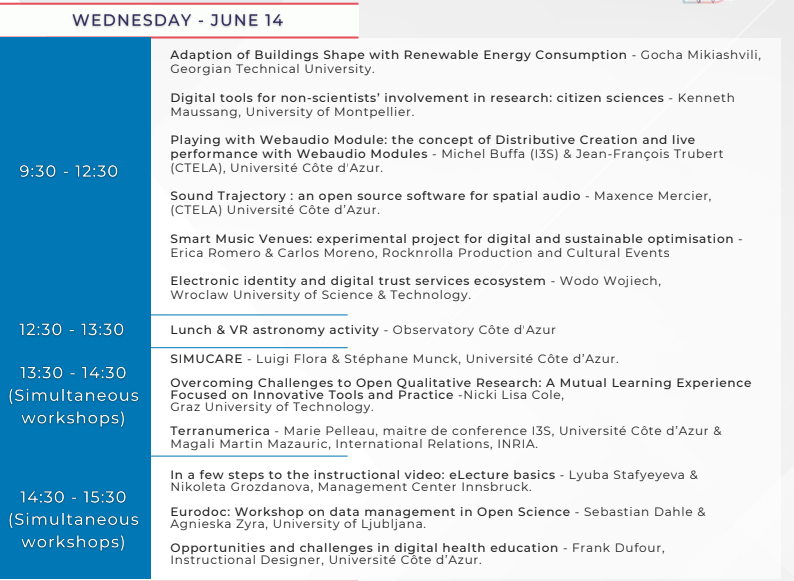 WEDNESDAY - JUNE 14
9:30 - 12:30
Adaption of Buildings Shape with Renewable Energy Consumption - Gocha Mikiashvili,
Georgian Technical University.
Digital tools for non-scientists' involvement in research: citizen sciences - Kenneth
Maussang, University of Montpellier.
Playing with Webaudio Module: the concept of Distributive Creation and live
performance with Webaudio Modules - Michel Buffa (I3S) & Jean-François Trubert
(CTELA), Université Côte d'Azur.
Sound Trajectory : an open source software for spatial audio - Maxence Mercier,
(CTELA) Université Côte d'Azur.
Smart Music Venues: experimental project for digital and sustainable optimisation -
Erica Romero & Carlos Moreno, Rocknrolla Production and Cultural Events
Electronic identity and digital trust services ecosystem - Wodo Wojiech,
Wroclaw University of Science & Technology.
12:30 - 13:30
Lunch & VR astronomy activity - Observatory Côte d'Azur
13:30 - 14:30
(Simultaneous
workshops)
SIMUCARE - Luigi Flora & Stéphane Munck, Université Côte d'Azur.
Overcoming Challenges to Open Qualitative Research: A Mutual Learning Experience
Focused on Innovative Tools and Practice -Nicki Lisa Cole,
Graz University of Technology.
Terranumerica - Marie Pelleau, maitre de conference I3S, Université Côte d'Azur &
Magali Martin Mazauric, International Relations, INRIA.
14:30 - 15:30
(Simultaneous
workshops)
In a few steps to the instructional video: eLecture basics - Lyuba Stafyeyeva &
Nikoleta Grozdanova, Management Center Innsbruck.
Eurodoc: Workshop on data management in Open Science - Sebastian Dahle &
Agnieska Zyra, University of Ljubljana.
Opportunities and challenges in digital health education - Frank Dufour,
Instructional Designer, Université Côte d'Azur.